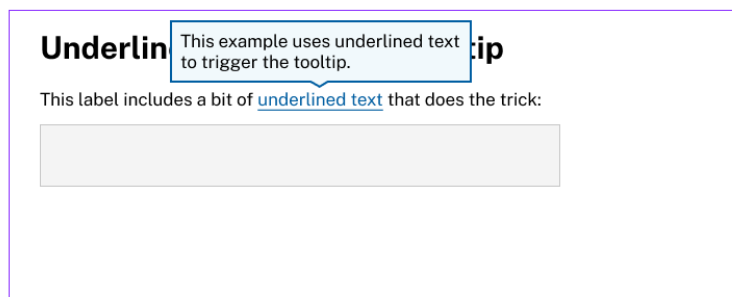 Underlin
This example uses underlined text
to trigger the tooltip.
tip
This label includes a bit of underlined text that does the trick: